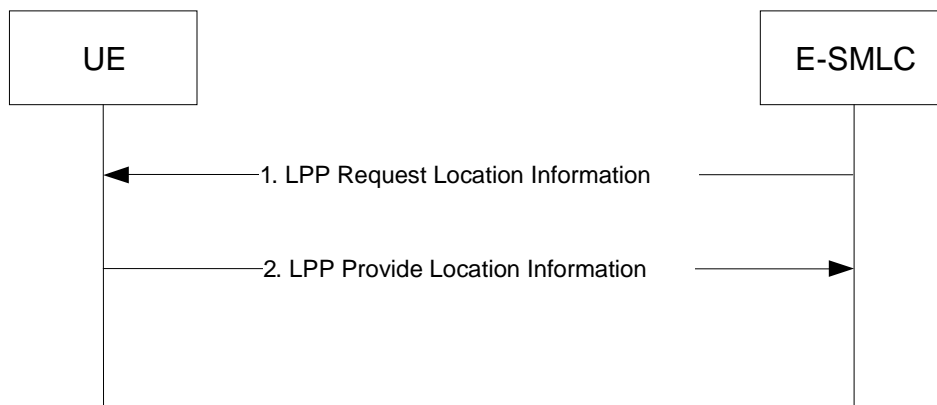 UE
E-SMLC
1. LPP Request Location Information
2. LPP Provide Location Information